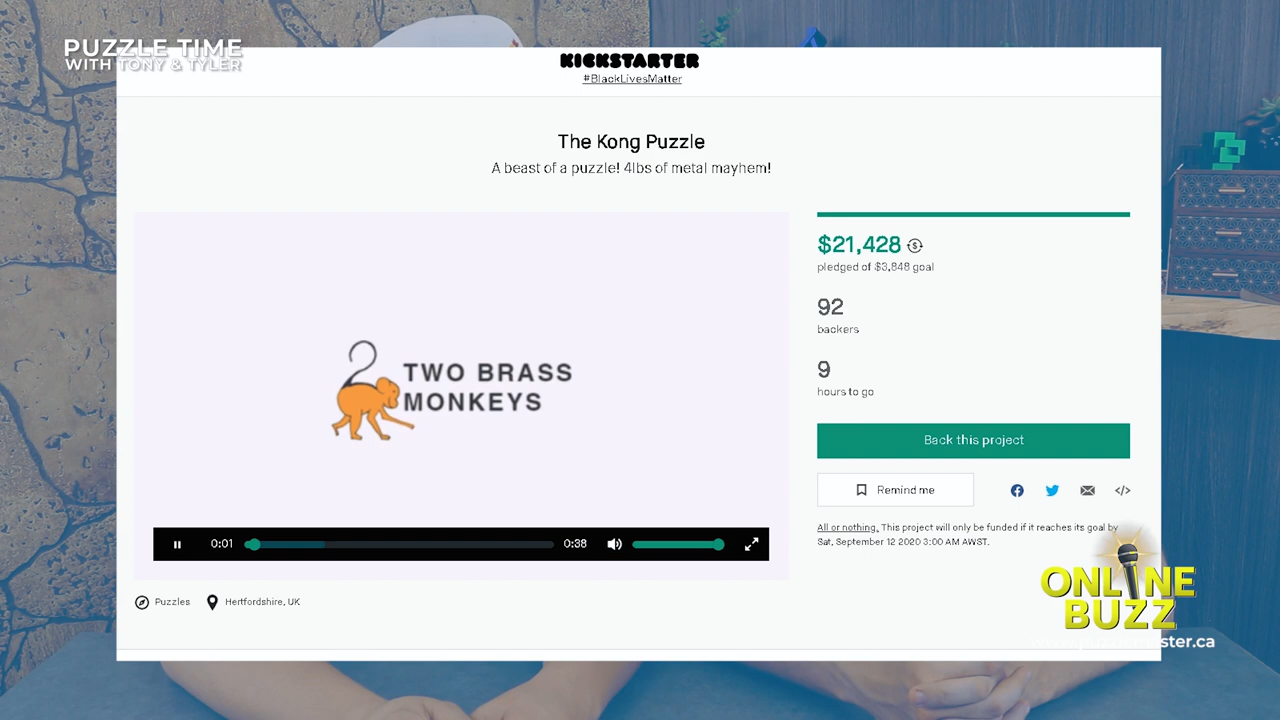 PUZZLE TIME
WITH TONY & TYLER
KICKSTARTER
#BlackLivesMatter
The Kong Puzzle
A beast of a puzzle! 4lbs of metal mayhem!
TWO BRASS
MONKEYS
0:01
0:38
Puzzles
Hertfordshire, UK
$21,428
pledged of $3,848 goal
92
backers
9
hours to go
Back this project
Remind me
All or nothing. This project will only be funded if it reaches its goal by
Sat, September 12 2020 3:00 AM AWST.
ONLINE
BUZZ